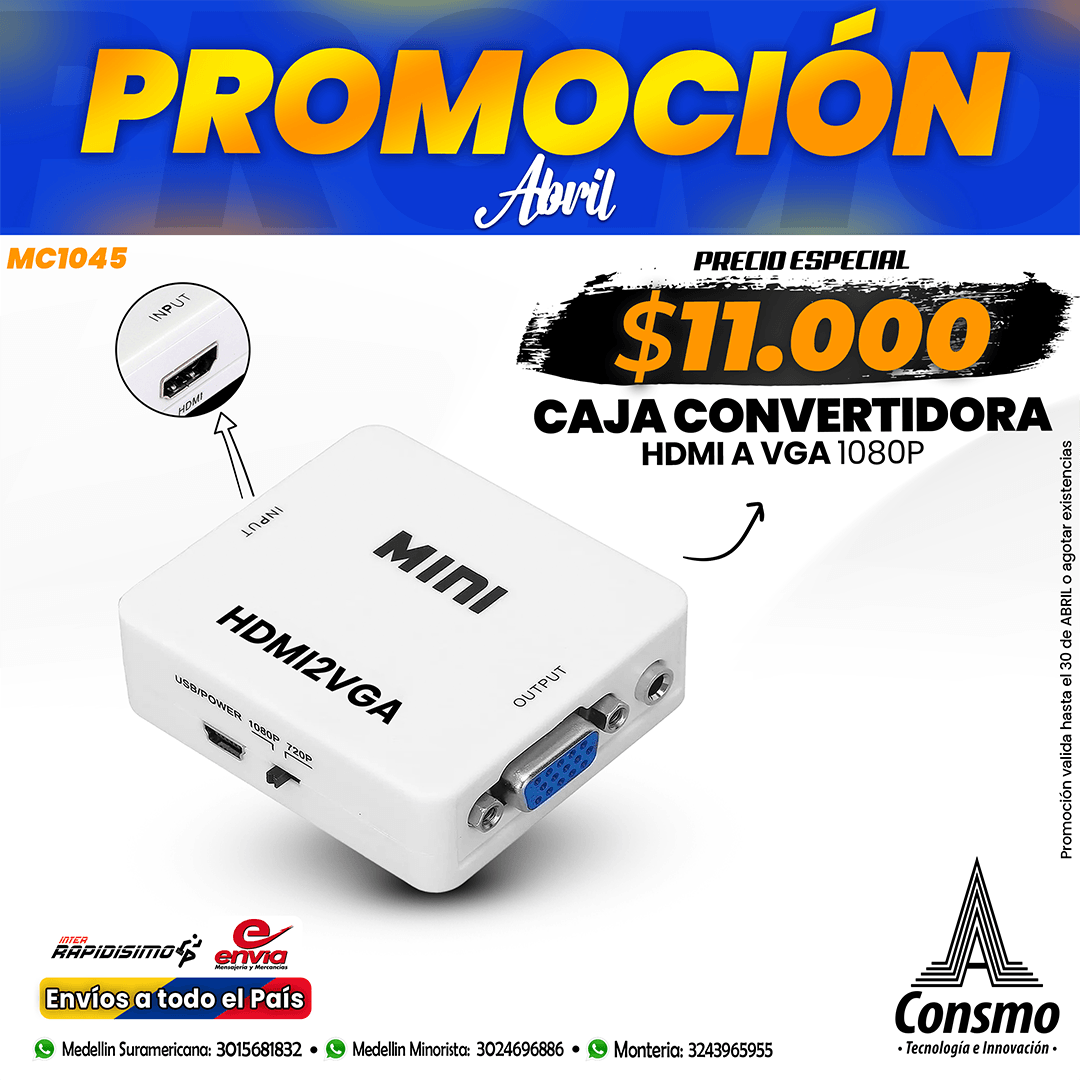 PROMOCIÓN
Abril
MC1045
PRECIO ESPECIAL
$11.000
CAJA CONVERTIDORA
HDMI A VGA 1080P
INPUT
HDMI
INPUT
MINI
HDMI2VGA
USB/POWER
1080P
720P
OUTPUT
Promoción valida hasta el 30 de ABRIL o agotar existencias
INTER
RAPIDISIMO
e
envía
Mensajería y Mercancías
Envíos a todo el País
Consmo
• Tecnología e Innovación •
Medellin Suramericana: 3015681832 • Medellin Minorista: 3024696886 • Monteria: 3243965955